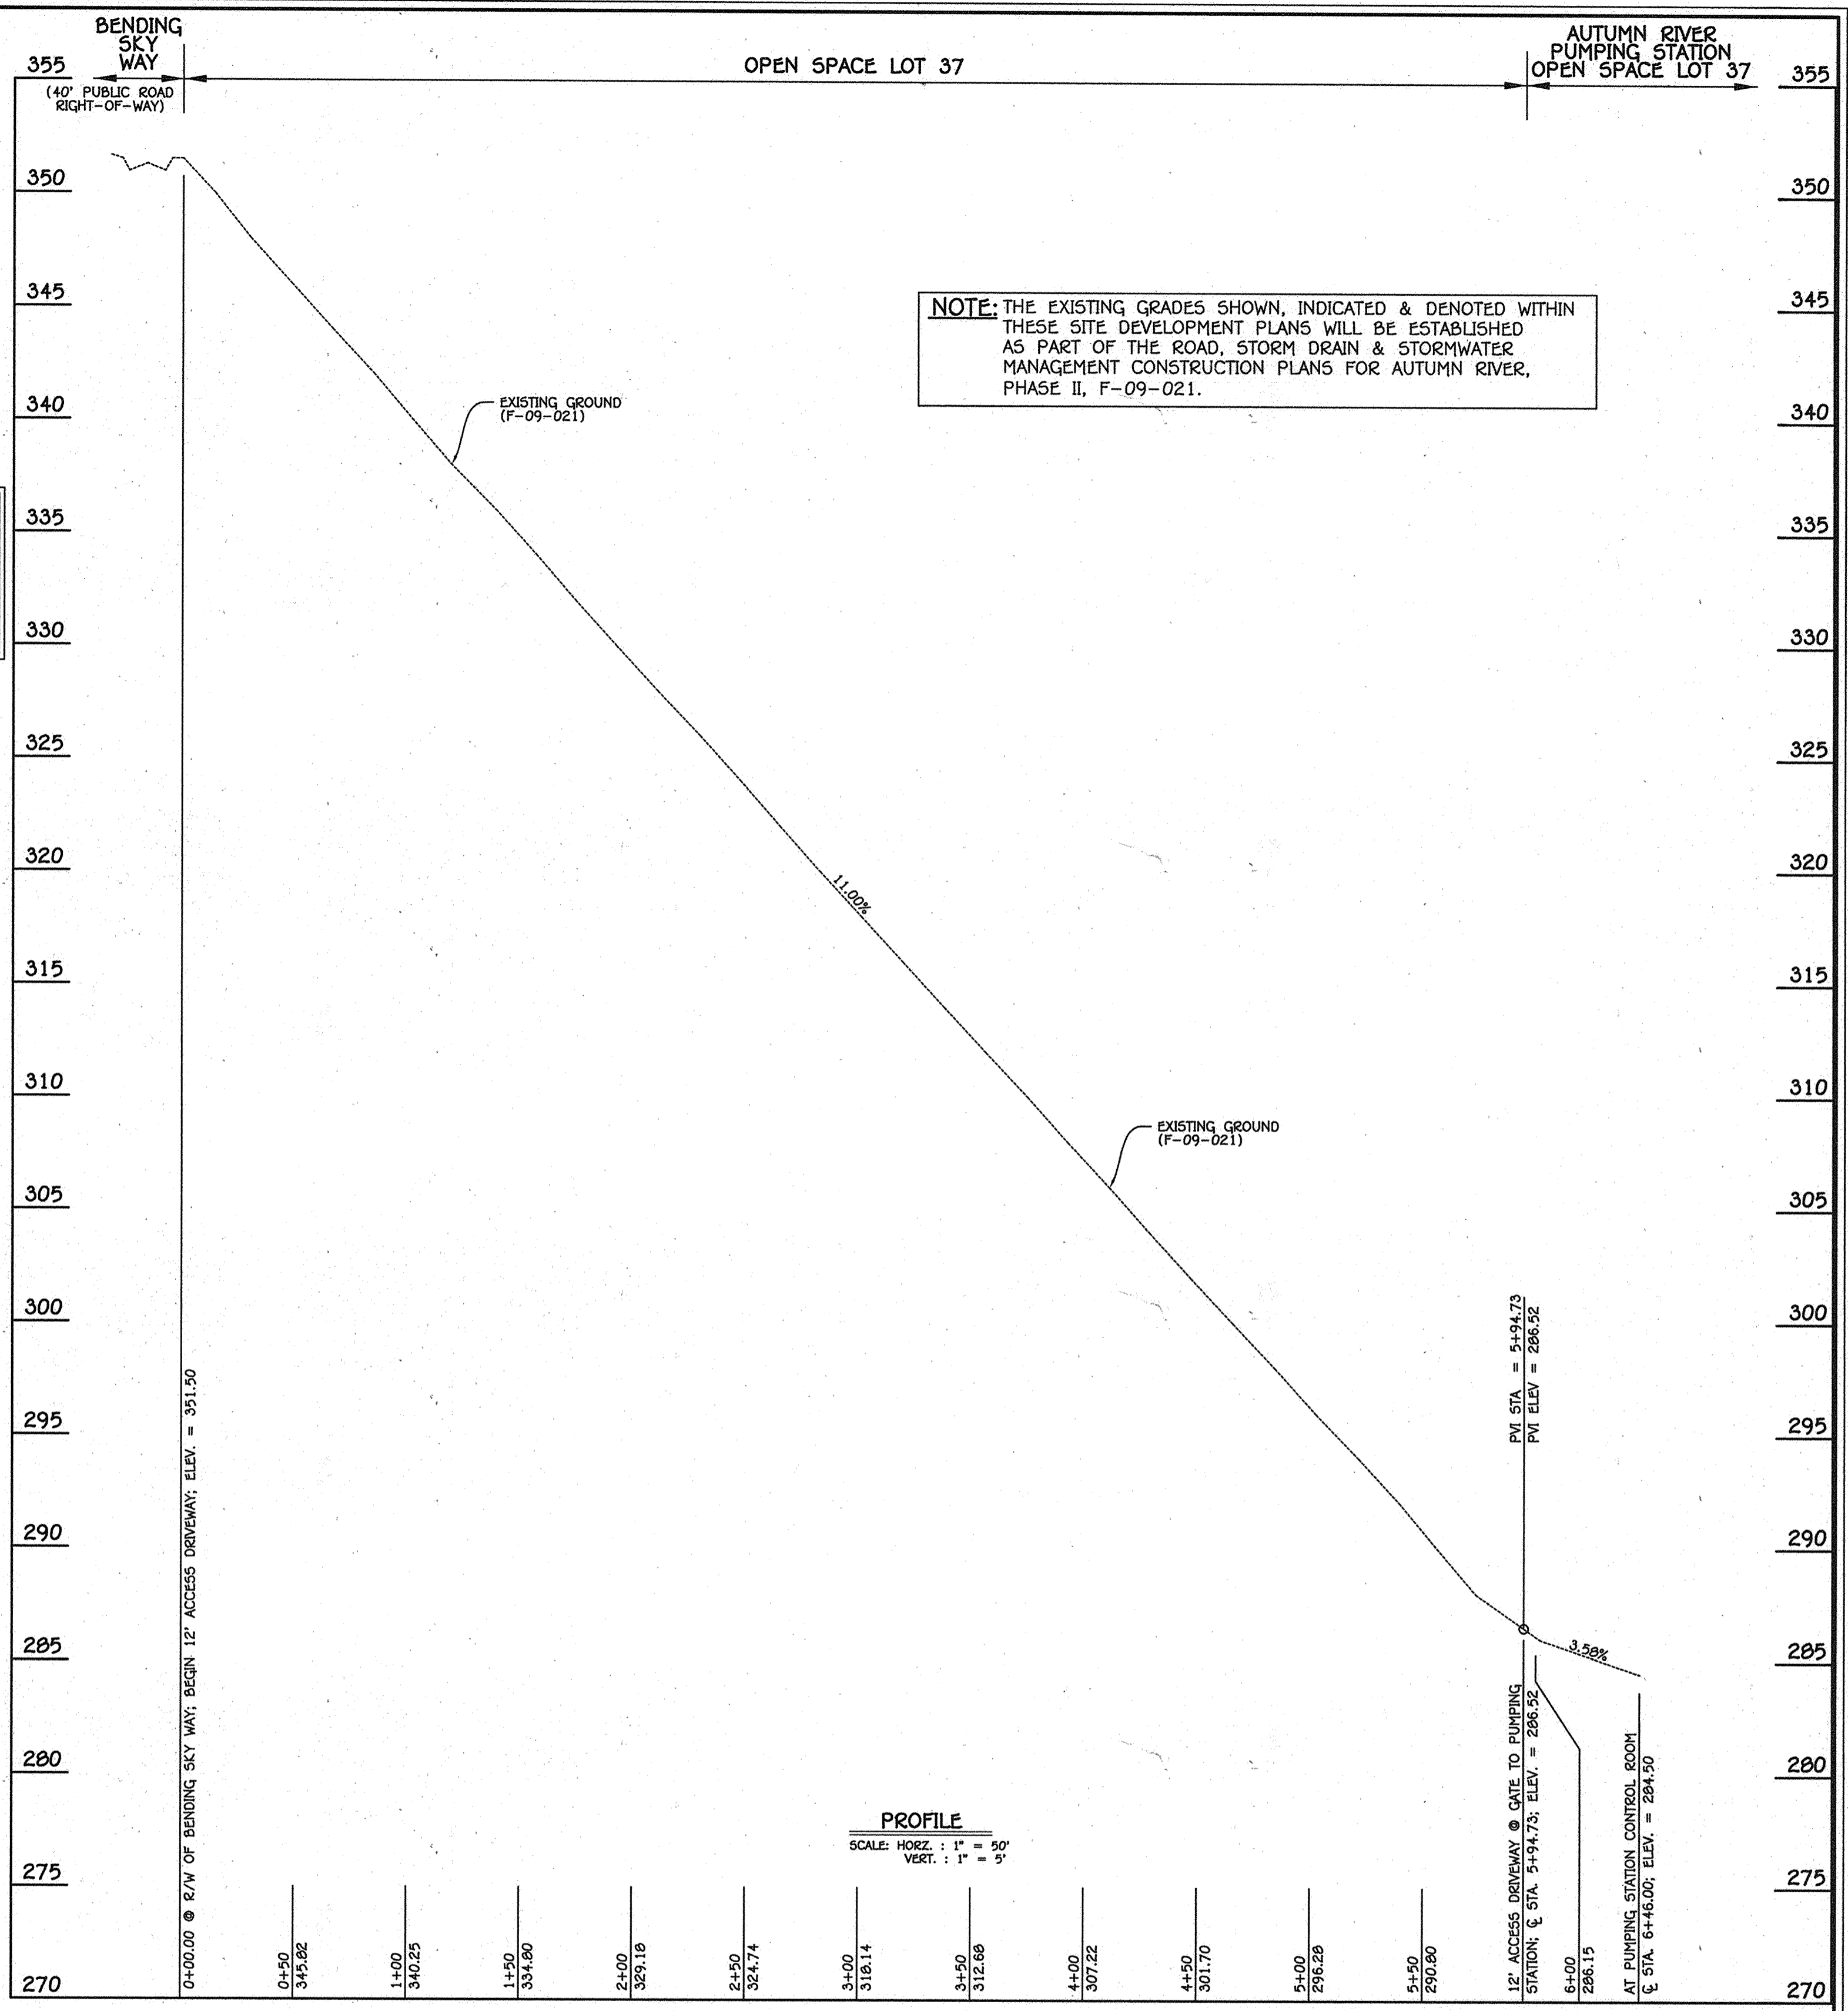 BENDING
SKY
WAY
(40' PUBLIC ROAD
RIGHT-OF-WAY)
OPEN SPACE LOT 37
AUTUMN RIVER
PUMPING STATION
OPEN SPACE LOT 37
355
350
345
340
335
330
325
320
315
310
305
300
295
290
285
280
275
270
355
350
345
340
335
330
325
320
315
310
305
300
295
290
285
280
275
270
NOTE: THE EXISTING GRADES SHOWN, INDICATED & DENOTED WITHIN
THESE SITE DEVELOPMENT PLANS WILL BE ESTABLISHED
AS PART OF THE ROAD, STORM DRAIN & STORMWATER
MANAGEMENT CONSTRUCTION PLANS FOR AUTUMN RIVER,
PHASE II, F-09-021.
EXISTING GROUND
(F-09-021)
11.00%
EXISTING GROUND
(F-09-021)
PVI STA = 5+94.73
PVI ELEV = 286.52
3.58%
0+00.00 @ R/W OF BENDING SKY WAY; BEGIN 12' ACCESS DRIVEWAY; ELEV. = 351.50
PROFILE
SCALE: HORZ. : 1" = 50'
VERT. : 1" = 5'
0+50
345.82
1+00
340.25
1+50
334.80
2+00
329.18
2+50
324.74
3+00
318.14
3+50
312.68
4+00
307.22
4+50
301.70
5+00
296.28
5+50
290.80
12' ACCESS DRIVEWAY @ GATE TO PUMPING
STATION; ℄ STA. 5+94.73; ELEV. = 286.52
6+00
286.15
AT PUMPING STATION CONTROL ROOM
℄ STA. 6+46.00; ELEV. = 284.50